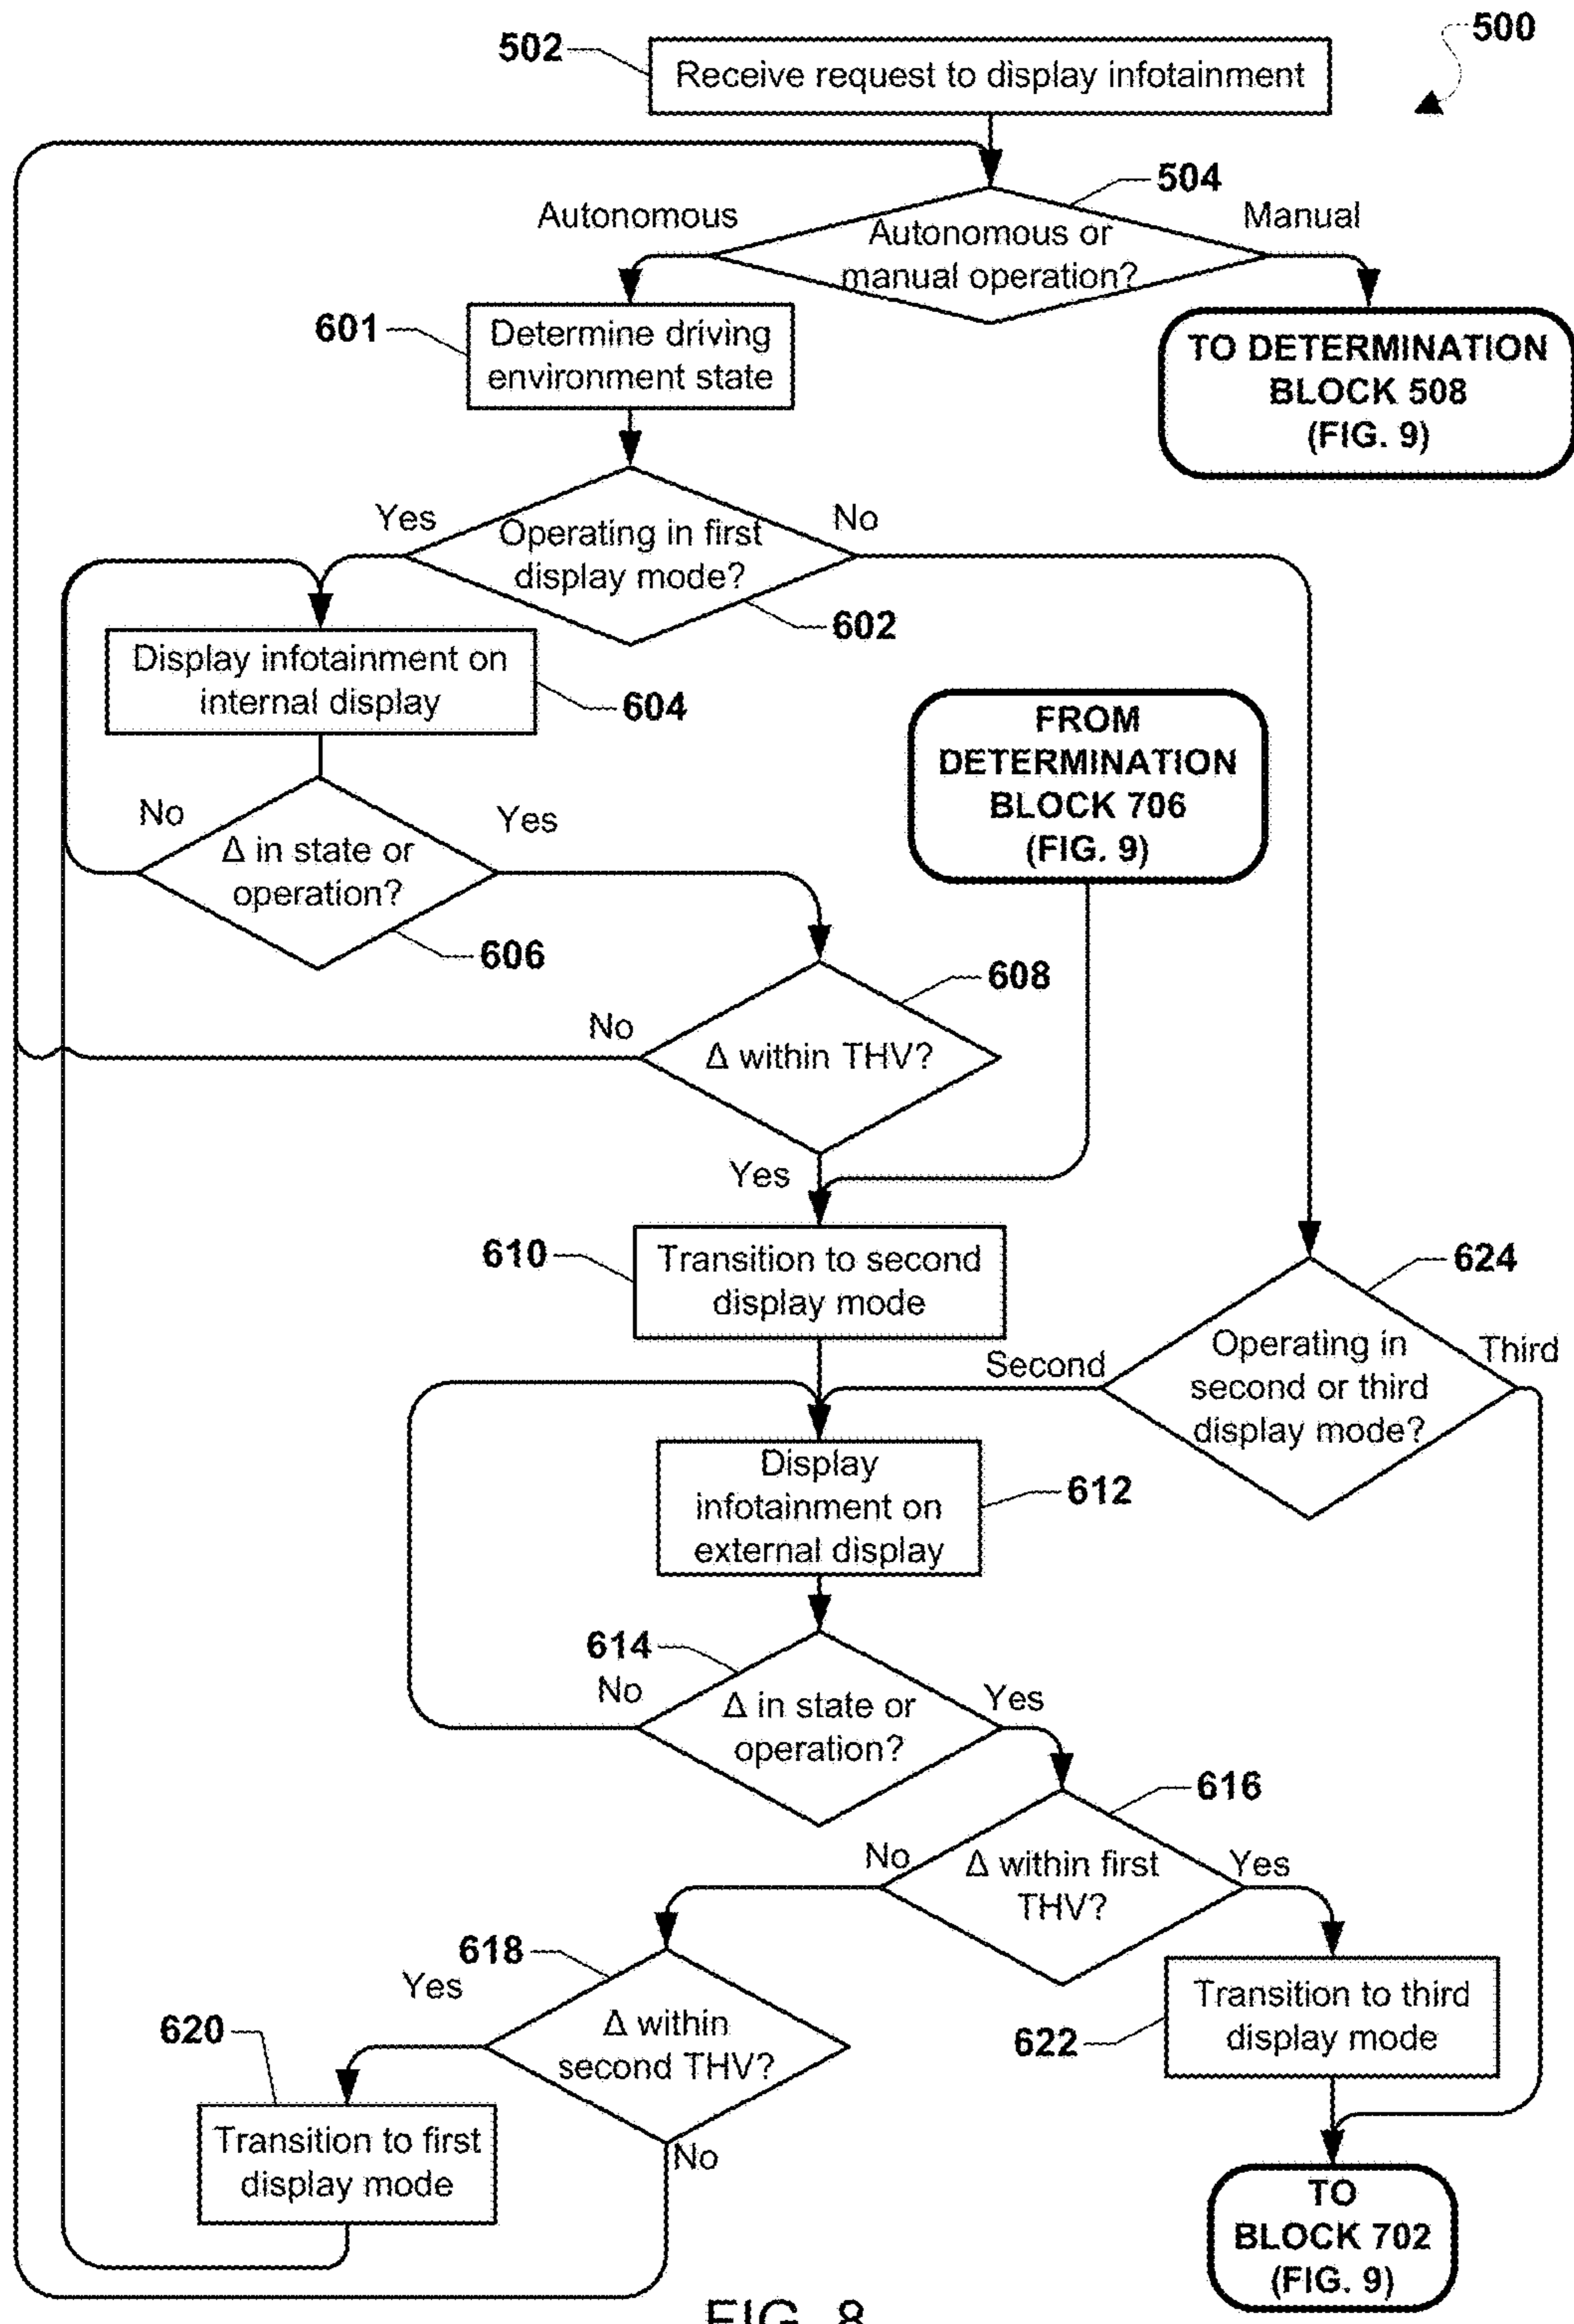 500
502
Receive request to display infotainment
504
Autonomous
Manual
Autonomous or
manual operation?
601
Determine driving
environment state
TO DETERMINATION
BLOCK 508
(FIG. 9)
Yes
No
Operating in first
display mode?
602
Display infotainment on
internal display
604
FROM
DETERMINATION
BLOCK 706
(FIG. 9)
No
Yes
Δ in state or
operation?
606
608
No
Δ within THV?
Yes
610
Transition to second
display mode
624
Second
Operating in
second or third
display mode?
Third
Display
infotainment on
external display
612
614
No
Yes
Δ in state or
operation?
616
No
Δ within first
THV?
Yes
618
Yes
Δ within
second THV?
No
620
Transition to first
display mode
622
Transition to third
display mode
TO
BLOCK 702
(FIG. 9)
FIG. 8